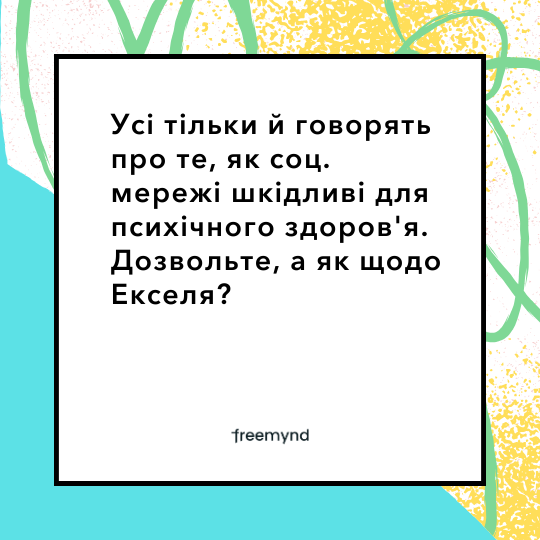 Усі тільки й говорять
про те, як соц.
мережі шкідливі для
психічного здоров'я.
Дозвольте, а як щодо
Екселя?
freemynd